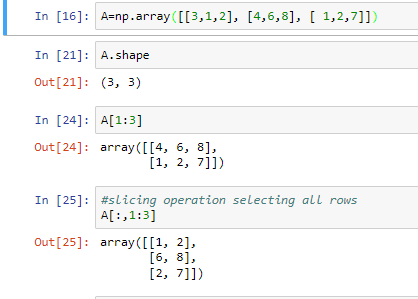 In [16]: A=np.array([[3,1,2], [4,6,8], [ 1,2,7]])
In [21]: A.shape
Out[21]: (3, 3)
In [24]: A[1:3]
Out[24]: array([[4, 6, 8],
[1, 2, 7]])
In [25]: #slicing operation selecting all rows
A[:,1:3]
Out[25]: array([[1, 2],
[6, 8],
[2, 7]])